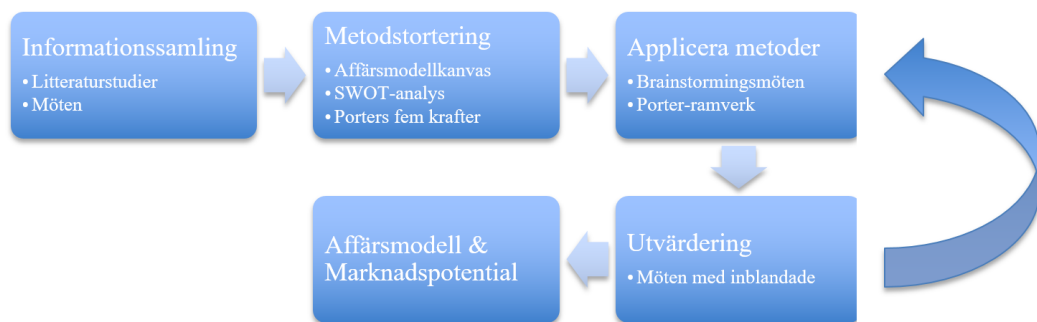 Informationssamling
• Litteraturstudier
• Möten
Metodstortering
• Affärsmodellkanvas
• SWOT-analys
• Porters fem krafter
Applicera metoder
• Brainstormingsmöten
• Porter-ramverk
Affärsmodell &
Marknadspotential
Utvärdering
• Möten med inblandade